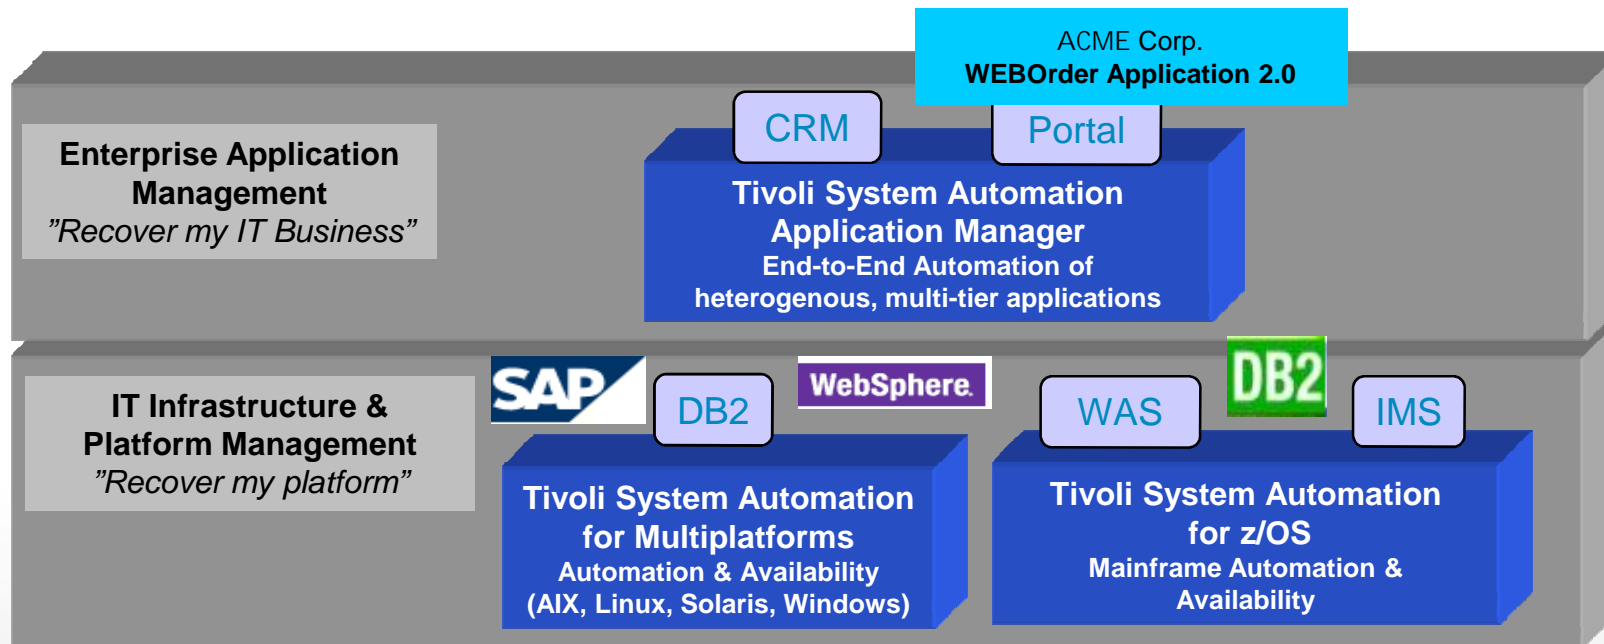 ACME Corp.
WEBOrder Application 2.0
CRM
Portal
Enterprise Application
Management
”Recover my IT Business”
Tivoli System Automation
Application Manager
End-to-End Automation of
heterogenous, multi-tier applications
SAP
DB2
WebSphere.
WAS
DB2
IMS
IT Infrastructure &
Platform Management
”Recover my platform”
Tivoli System Automation
for Multiplatforms
Automation & Availability
(AIX, Linux, Solaris, Windows)
Tivoli System Automation
for z/OS
Mainframe Automation &
Availability